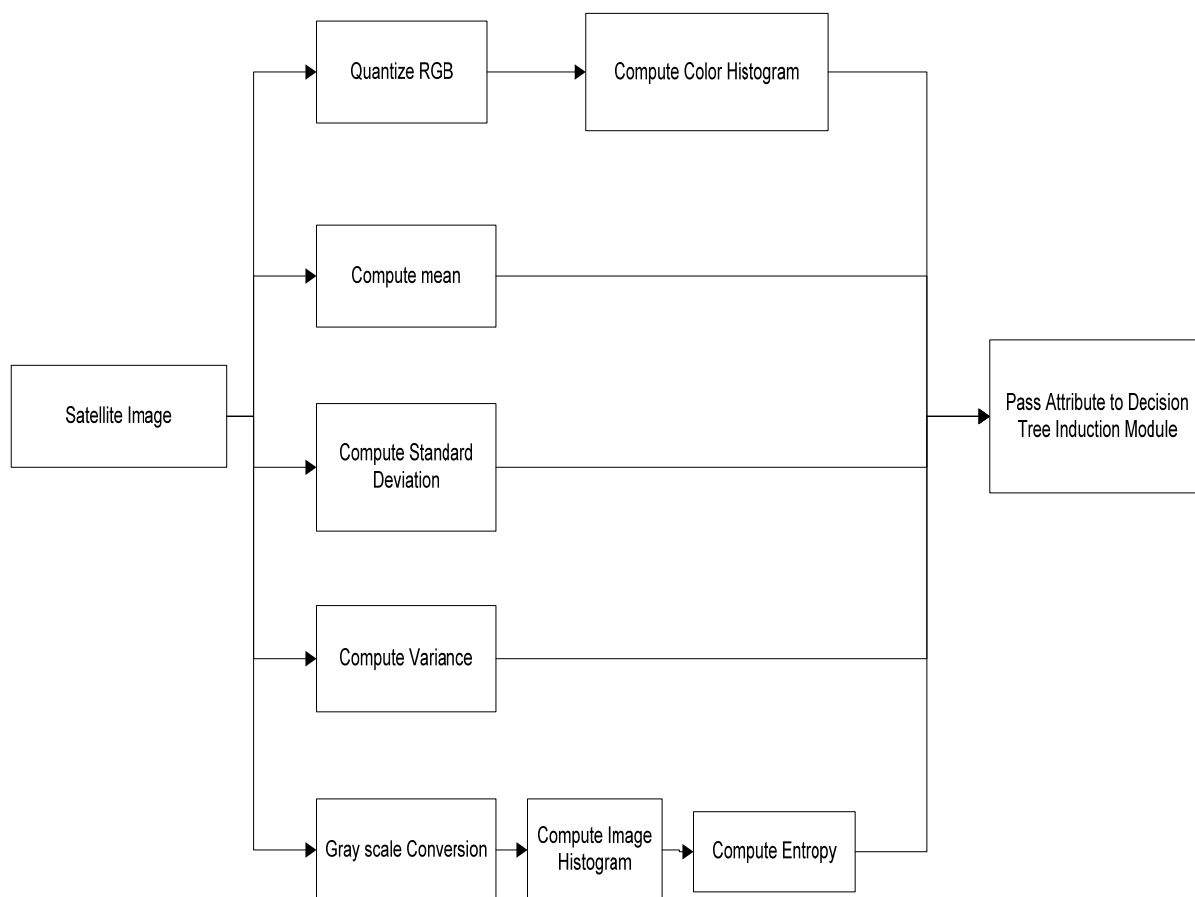 Quantize RGB
Compute Color Histogram
Compute mean
Satellite Image
Compute Standard
Deviation
Pass Attribute to Decision
Tree Induction Module
Compute Variance
Gray scale Conversion
Compute Image
Histogram
Compute Entropy